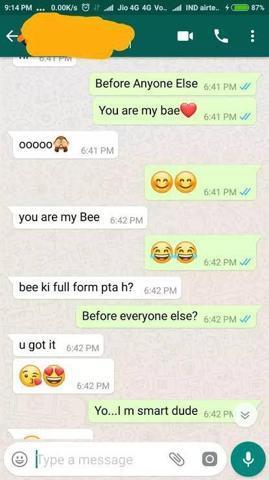 9:14 PM ... 0.00K/s Jio 4G 4G Vo.. IND airte.. 87%
6:41 PM
Before Anyone Else 6:41 PM
You are my bae❤️ 6:41 PM
ooooo🙈 6:41 PM
😊😊 6:41 PM
you are my Bee 6:42 PM
😂😂 6:42 PM
bee ki full form pta h? 6:42 PM
Before everyone else? 6:42 PM
u got it 6:42 PM
😘😍 6:42 PM
Yo...I m smart dude 6:42 PM
Type a message